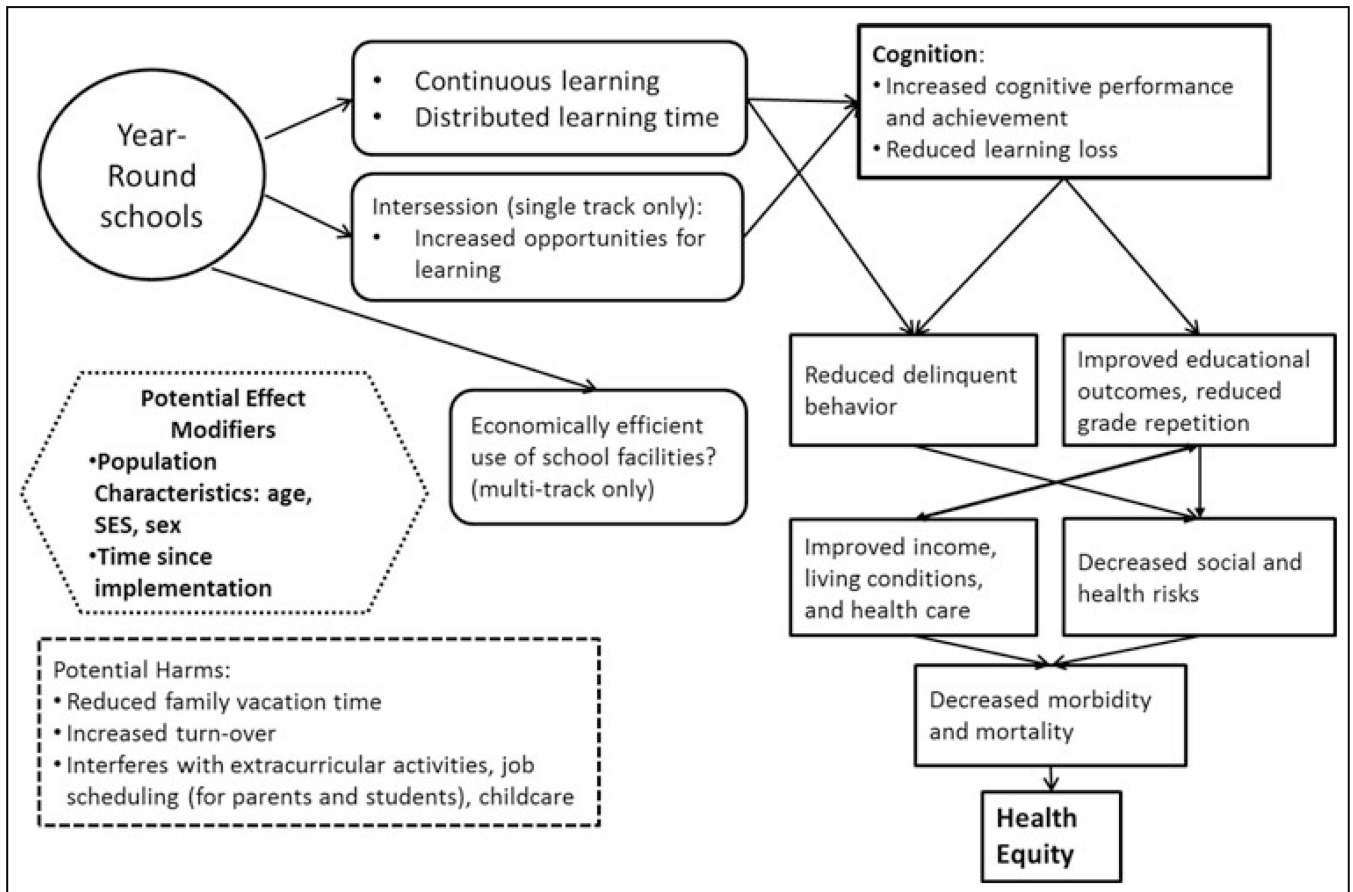 Year-
Round
schools
• Continuous learning
• Distributed learning time
Intersession (single track only):
• Increased opportunities for
learning
Cognition:
• Increased cognitive performance
and achievement
• Reduced learning loss
Reduced delinquent
behavior
Improved educational
outcomes, reduced
grade repetition
Economically efficient
use of school facilities?
(multi-track only)
Potential Effect
Modifiers
•Population
Characteristics: age,
SES, sex
•Time since
implementation
Improved income,
living conditions,
and health care
Decreased social and
health risks
Potential Harms:
• Reduced family vacation time
• Increased turn-over
• Interferes with extracurricular activities, job
scheduling (for parents and students), childcare
Decreased morbidity
and mortality
Health
Equity